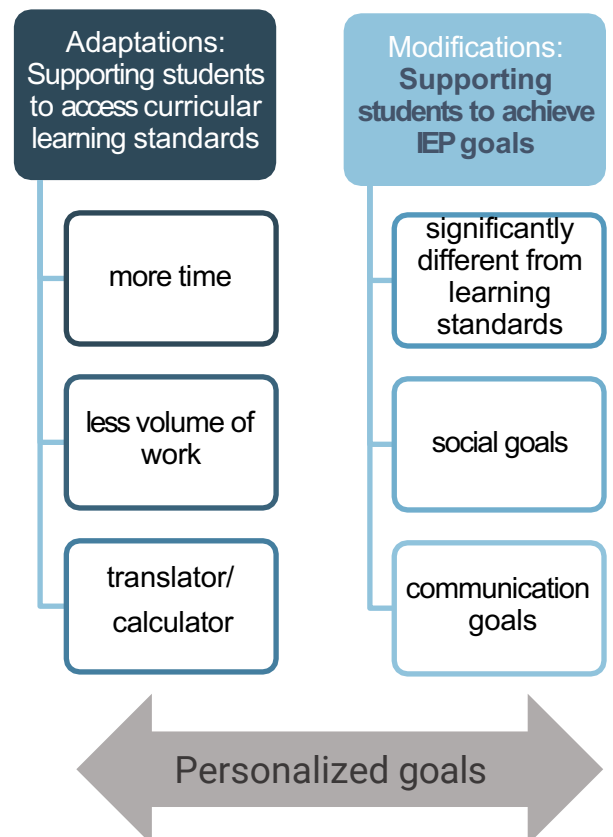 Adaptations:
Supporting students
to access curricular
learning standards
more time
less volume of
work
translator/
calculator
Modifications:
Supporting
students to achieve
IEP goals
significantly
different from
learning
standards
social goals
communication
goals
Personalized goals